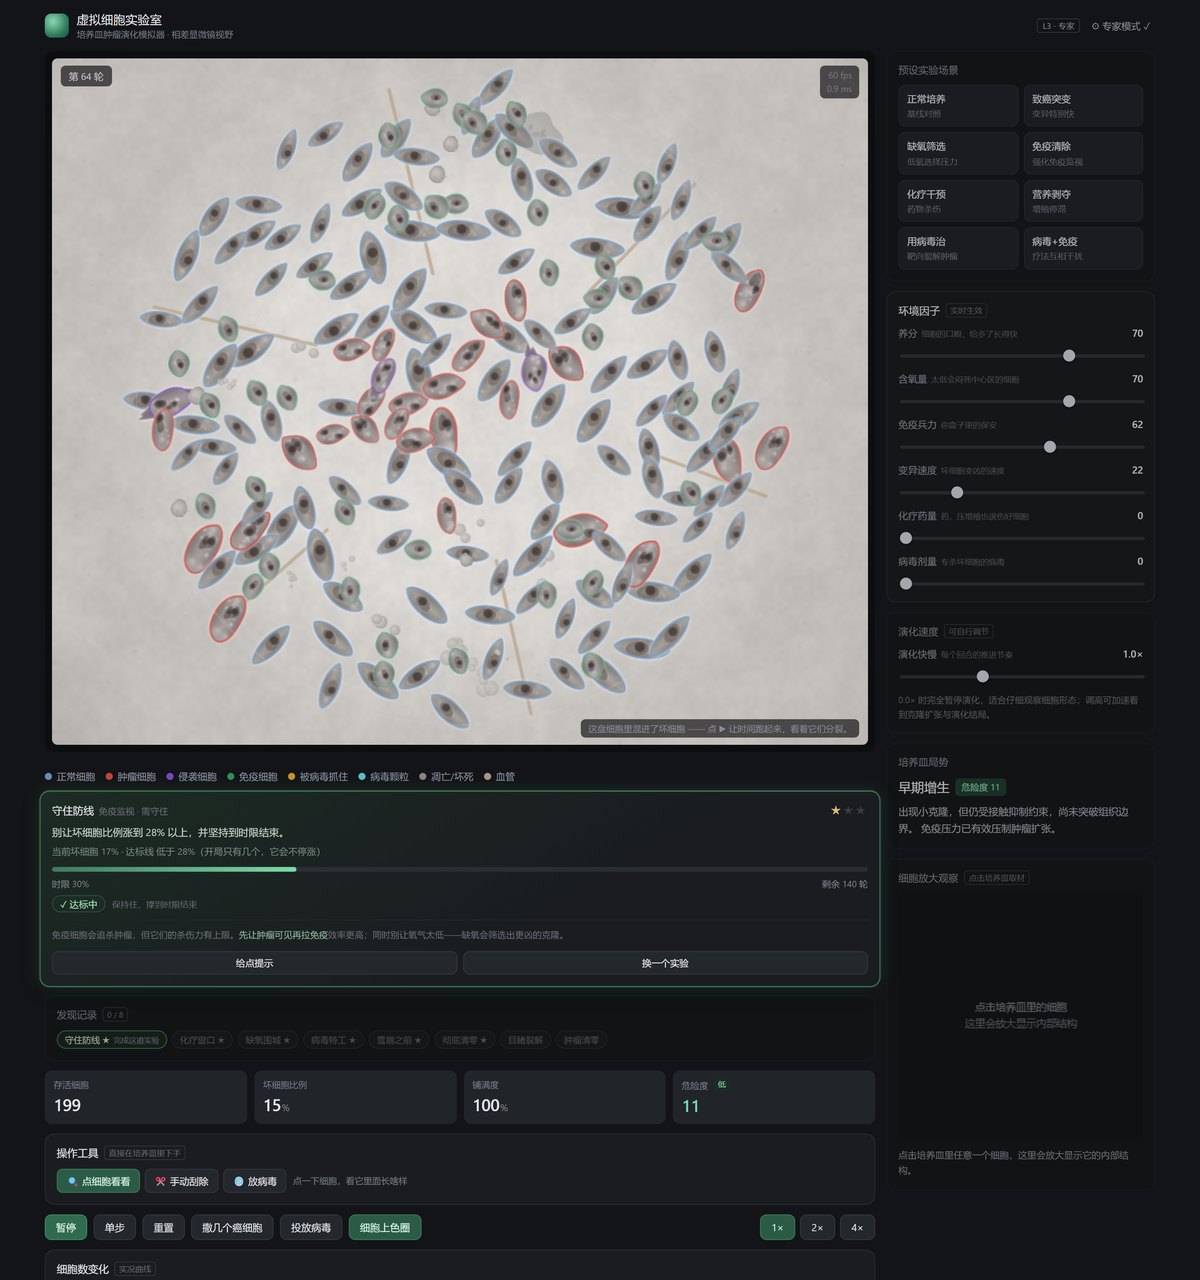 虚拟细胞实验室
培养皿肿瘤演化模拟器 · 相差显微镜视野
L3 · 专家
⚙ 专家模式 ✓
第 64 轮
60 fps
0.9 ms
这盘细胞里混进了坏细胞 —— 点 ▶ 让时间跑起来，看着它们分裂。
正常细胞
肿瘤细胞
侵袭细胞
免疫细胞
被病毒抓住
病毒颗粒
凋亡/坏死
血管
守住防线 免疫监视 · 需守住
★★★
别让坏细胞比例涨到 28% 以上，并坚持到时限结束。
当前坏细胞 17% · 达标线 低于 28%（开局只有几个，它会不停涨）
时限 30%
剩余 140 轮
✓ 达标中 保持住，撑到时限结束
免疫细胞会追杀肿瘤，但它们的杀伤力有上限。先让肿瘤可见再拉免疫效率更高；同时别让氧气太低——缺氧会筛选出更凶的克隆。
给点提示
换一个实验
发现记录 0 / 8
守住防线 ★ 完成这道实验
化疗窗口 ★
缺氧围城 ★
病毒特工 ★
雪崩之前 ★
彻底清零 ★
目睹裂解
肿瘤清零
存活细胞
199
坏细胞比例
15%
铺满度
100%
危险度 低
11
操作工具 直接在培养皿里下手
点细胞看看
手动刮除
放病毒
点一下细胞，看它里面长啥样
暂停
单步
重置
撒几个癌细胞
投放病毒
细胞上色圈
1×
2×
4×
细胞数变化 实况曲线
预设实验场景
正常培养
基线对照
致癌突变
变异特别快
缺氧筛选
低氧选择压力
免疫清除
强化免疫监视
化疗干预
药物杀伤
营养剥夺
增殖停滞
用病毒治
靶向裂解肿瘤
病毒+免疫
疗法互相干扰
环境因子 实时生效
养分 细胞的口粮，给多了长得快 70
含氧量 太低会闷死中心区的细胞 70
免疫兵力 你盘子里的保安 62
变异速度 坏细胞变凶的速度 22
化疗药量 药，压增殖也误伤好细胞 0
病毒剂量 专杀坏细胞的病毒 0
演化速度 可自行调节
演化快慢 每个回合的推进节奏 1.0×
0.0× 时完全暂停演化，适合仔细观察细胞形态；调高可加速看
到克隆扩张与演化结局。
培养皿局势
早期增生 危险度 11
出现小克隆，但仍受接触抑制约束，尚未突破组织边
界。 免疫压力已有效压制肿瘤扩张。
细胞放大观察 点击培养皿取材
点击培养皿里的细胞
这里会放大显示内部结构
点击培养皿里任意一个细胞，这里会放大显示它的内部结
构。